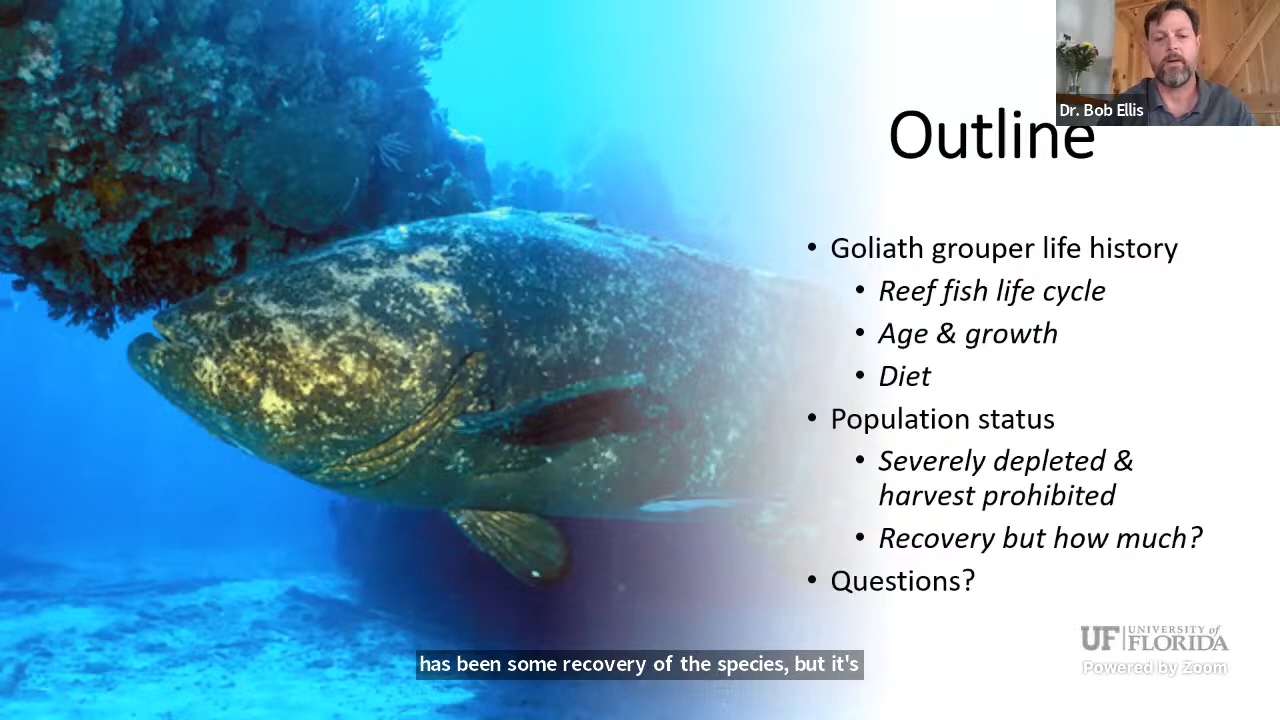 Dr. Bob Ellis
Outline
• Goliath grouper life history
• Reef fish life cycle
• Age & growth
• Diet
• Population status
• Severely depleted &
harvest prohibited
• Recovery but how much?
• Questions?
UF UNIVERSITY of
FLORIDA
Powered by Zoom
has been some recovery of the species, but it's